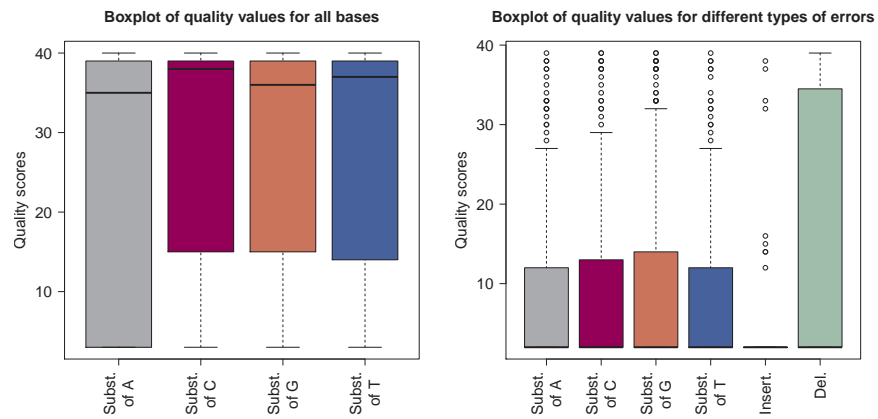 Boxplot of quality values for all bases
Quality scores
40
30
20
10
Subst.
of A
Subst.
of C
Subst.
of G
Subst.
of T
Boxplot of quality values for different types of errors
Quality scores
40
30
20
10
Subst.
of A
Subst.
of C
Subst.
of G
Subst.
of T
Insert.
Del.